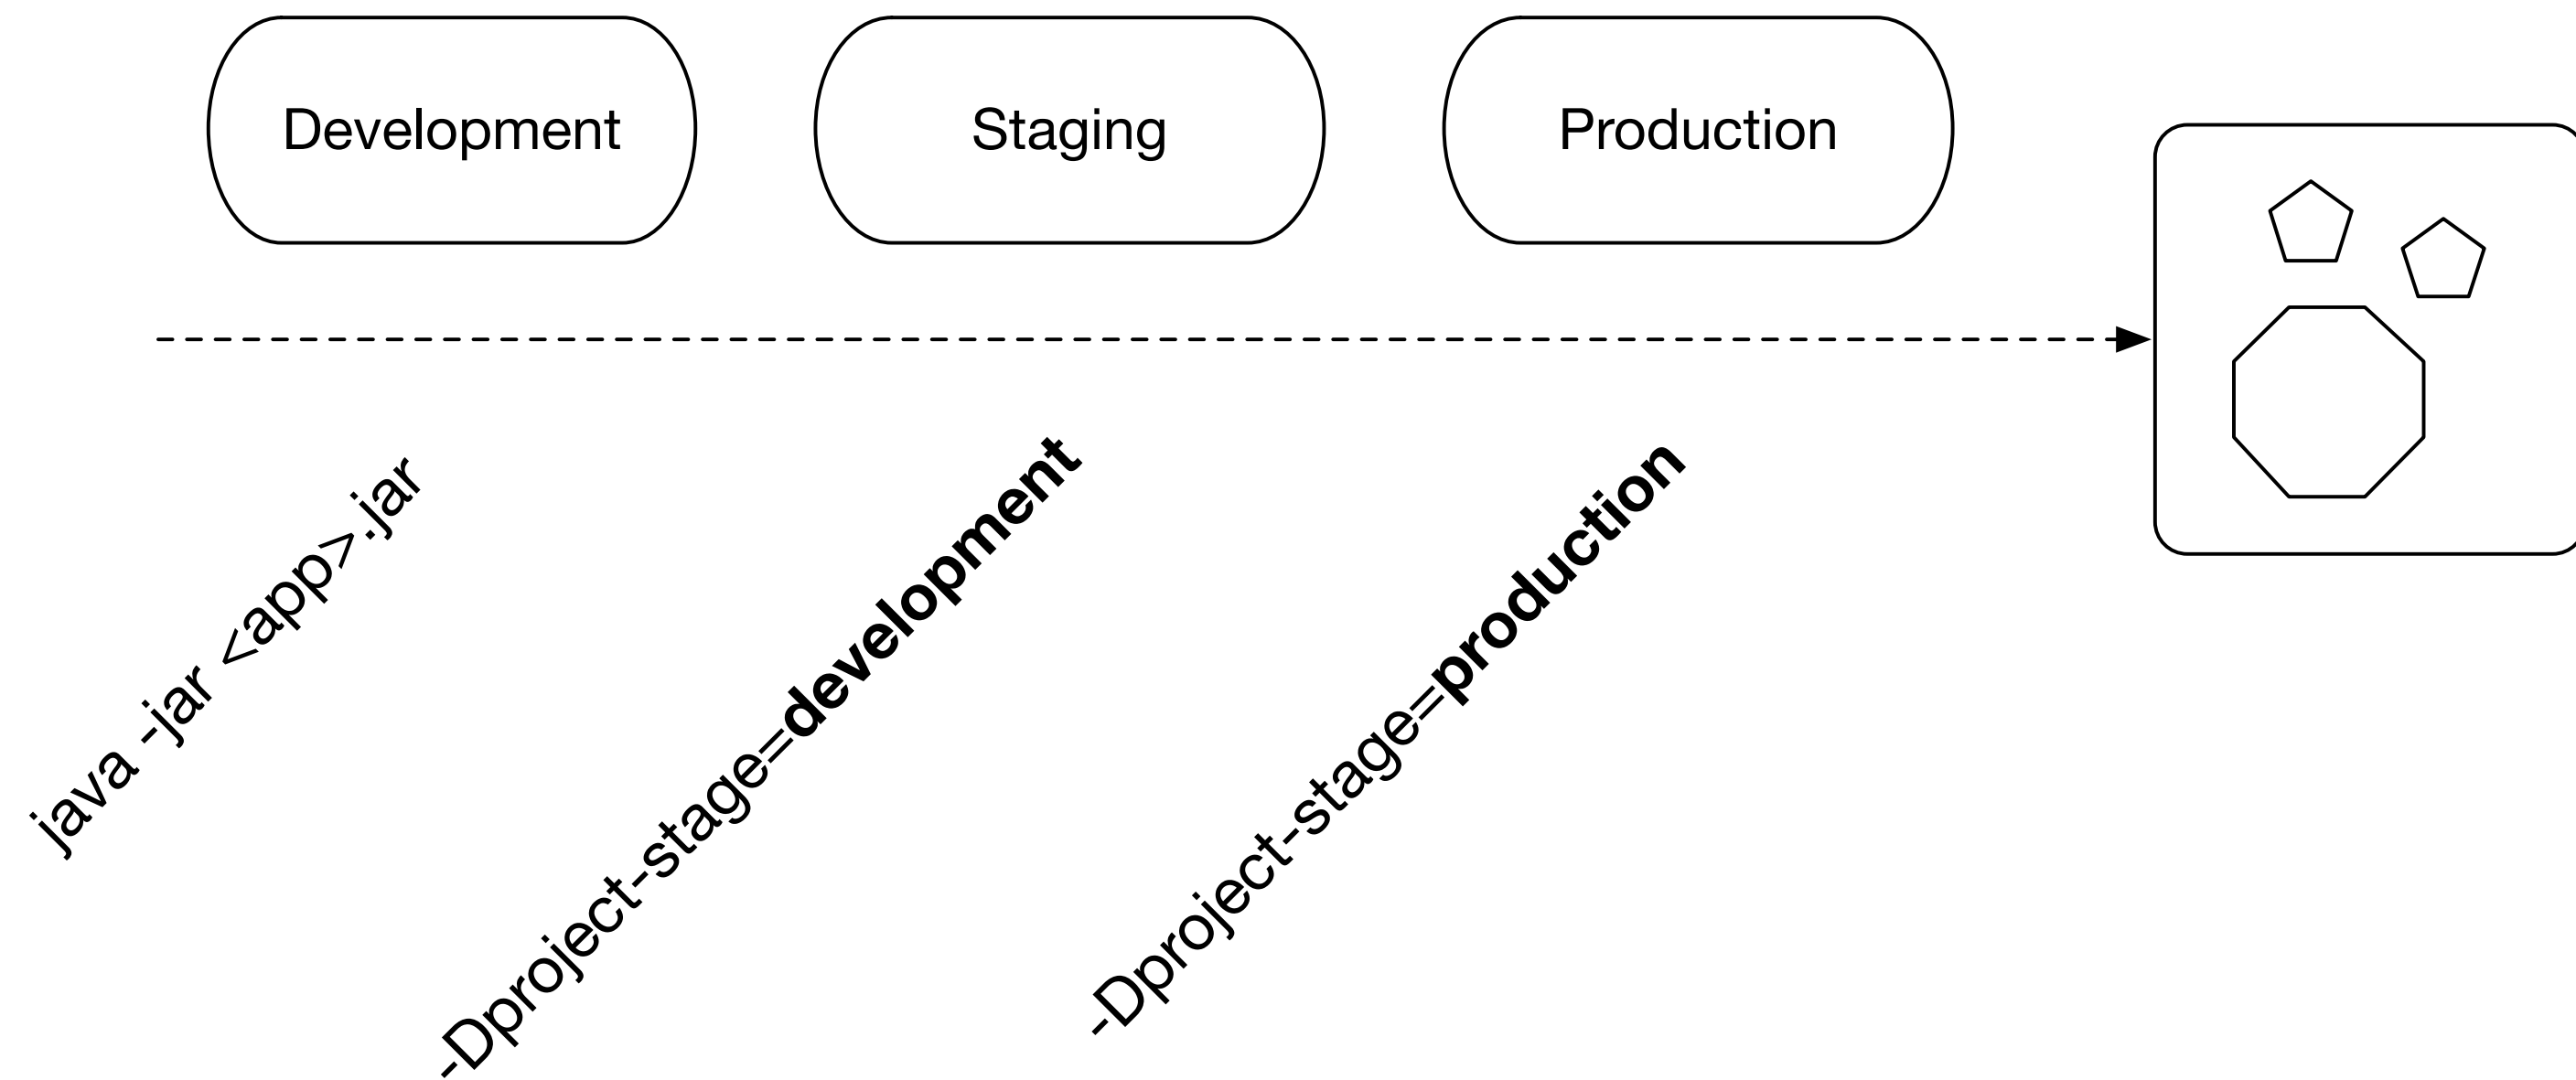 Development
Staging
Production
java -jar <app>.jar
-Dproject-stage=development
-Dproject-stage=production